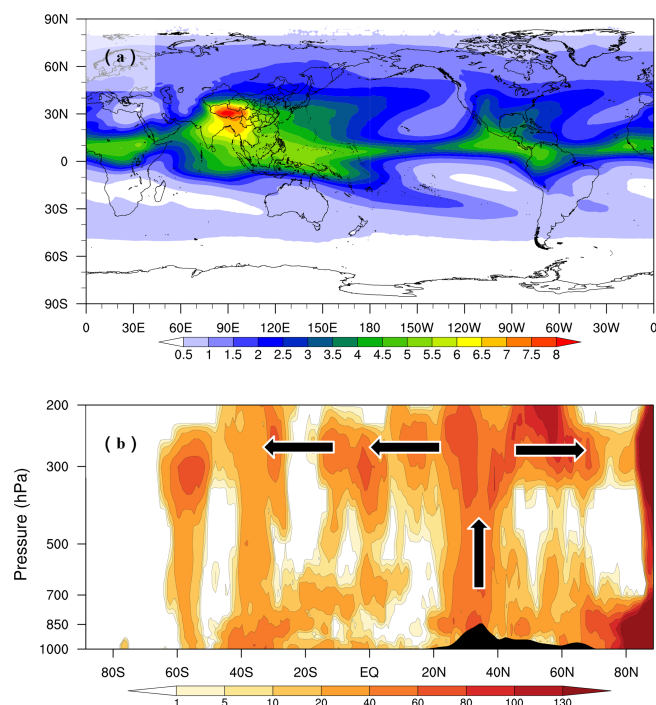 90N
( a )
60N
30N
0
30S
60S
90S
0 30E 60E 90E 120E 150E 180 150W 120W 90W 60W 30W 0
0.5 1 1.5 2 2.5 3 3.5 4 4.5 5 5.5 6 6.5 7 7.5 8
200
( b )
300
500
700
850
1000
Pressure (hPa)
80S 60S 40S 20S EQ 20N 40N 60N 80N
1 5 10 20 40 60 80 100 130